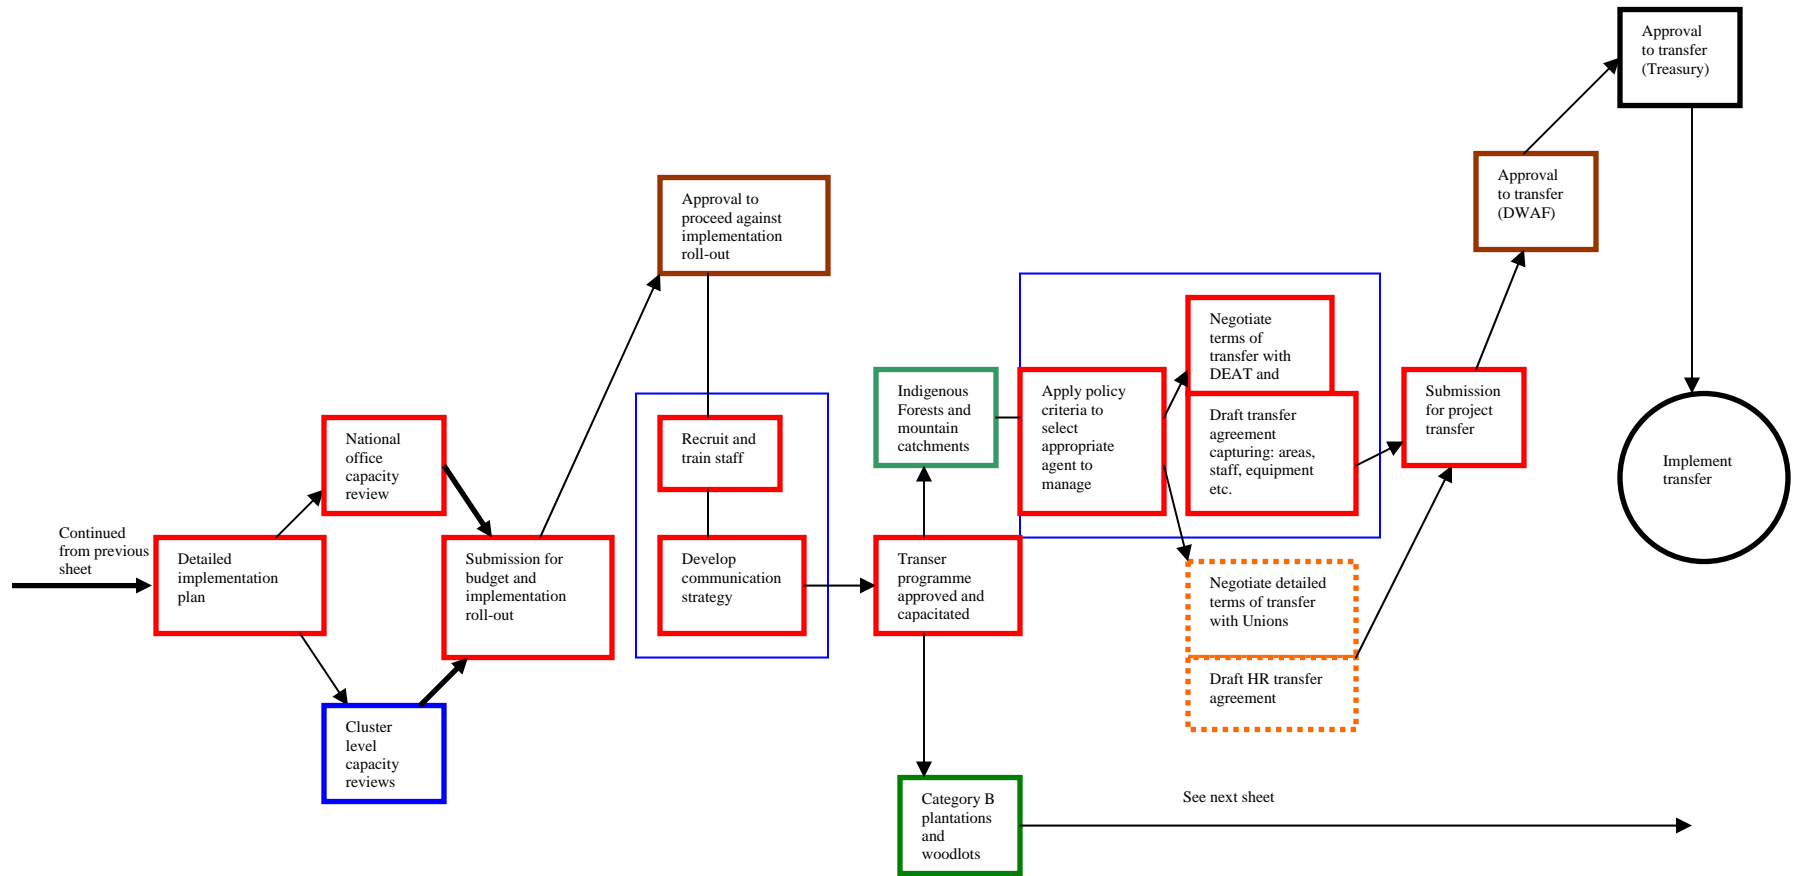 Approval
to transfer
(Treasury)
Approval
to transfer
(DWAF)
Approval to
proceed against
implementation
roll-out
Negotiate
terms of
transfer with
DEAT and
Indigenous
Forests and
mountain
catchments
Apply policy
criteria to
select
appropriate
agent to
manage
Draft transfer
agreement
capturing: areas,
staff, equipment
etc.
Submission
for project
transfer
Implement
transfer
National
office
capacity
review
Recruit and
train staff
Continued
from previous
sheet
Detailed
implementation
plan
Submission for
budget and
implementation
roll-out
Develop
communication
strategy
Transer
programme
approved and
capacitated
Negotiate detailed
terms of transfer
with Unions
Draft HR transfer
agreement
Cluster
level
capacity
reviews
Category B
plantations
and
woodlots
See next sheet